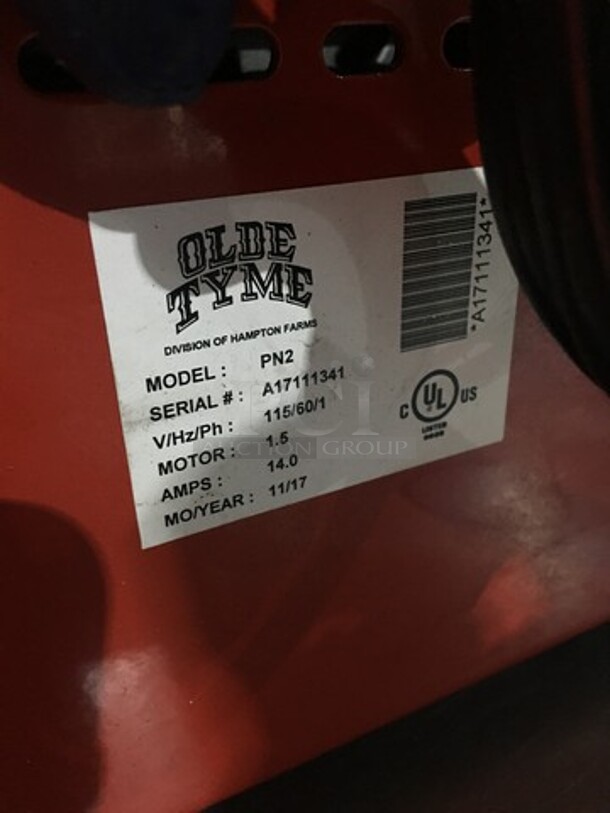 OLDE
TYME
DIVISION OF HAMPTON FARMS
MODEL : PN2
SERIAL # : A17111341
V/Hz/Ph : 115/60/1
MOTOR : 1.5
AMPS : 14.0
MO/YEAR : 11/17
*A17111341*
C UL US
LISTED
AUCTION GROUP